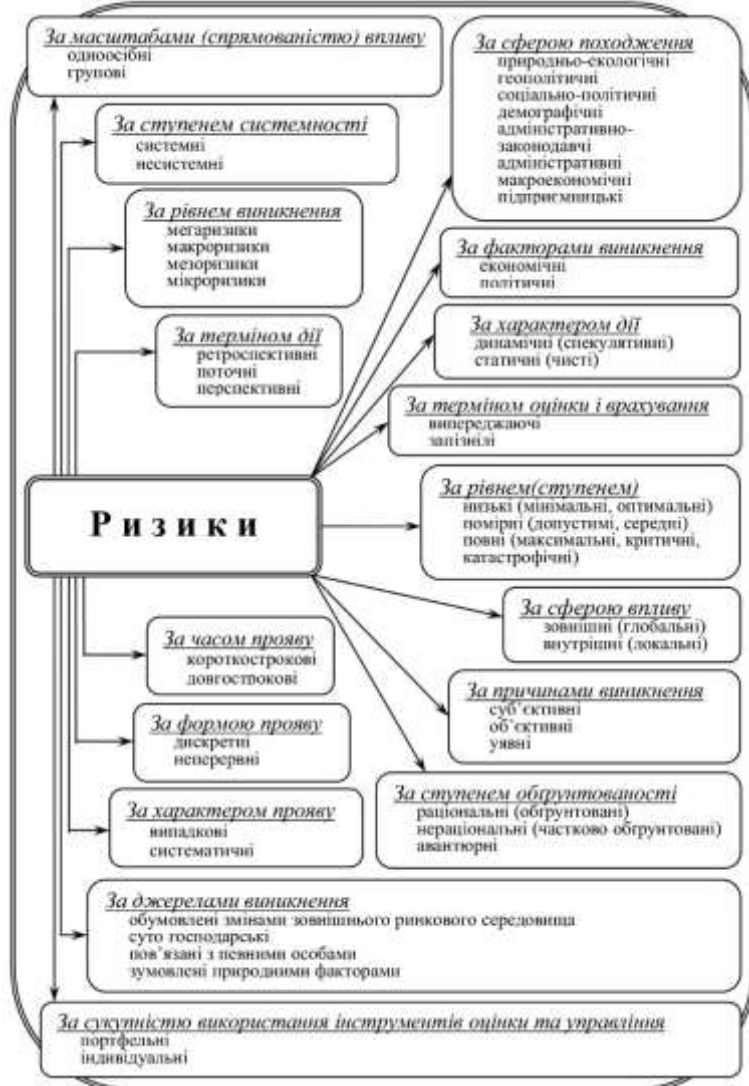 За масштабами (спрямованістю) впливу
одноосібні
групові
За ступенем системності
системні
несистемні
За рівнем виникнення
мегаризики
макроризики
мезоризики
мікроризики
За терміном дії
ретроспективні
поточні
перспективні
Ризики
За часом прояву
короткострокові
довгострокові
За формою прояву
дискретні
неперервні
За характером прояву
випадкові
систематичні
За сферою походження
природньо-екологічні
геополітичні
соціально-політичні
демографічні
адміністративно-
законодавчі
адміністративні
макроекономічні
підприємницькі
За факторами виникнення
економічні
політичні
За характером дії
динамічні (спекулятивні)
статичні (чисті)
За терміном оцінки і врахування
випереджаючі
запізнілі
За рівнем(ступенем)
низькі (мінімальні, оптимальні)
помірні (допустимі, середні)
повні (максимальні, критичні,
катастрофічні)
За сферою впливу
зовнішні (глобальні)
внутрішні (локальні)
За причинами виникнення
суб'єктивні
об'єктивні
уявні
За ступенем обґрунтованості
раціональні (обґрунтовані)
нераціональні (частково обґрунтовані)
авантюрні
За джерелами виникнення
обумовлені змінами зовнішнього ринкового середовища
суто господарські
пов'язані з певними особами
зумовлені природними факторами
За сукупністю використання інструментів оцінки та управління
портфельні
індивідуальні